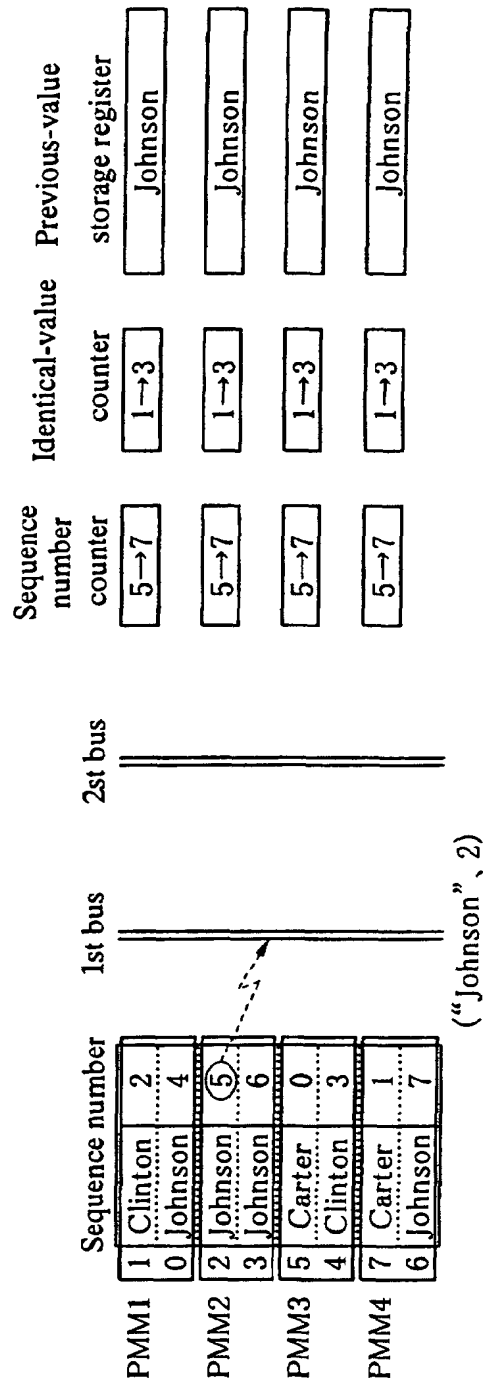 Sequence number
1st bus
2st bus
Sequence number counter
Identical-value counter
Previous-value storage register
PMM1
1 Clinton 2
0 Johnson 4
5→7
1→3
Johnson
PMM2
2 Johnson 5
3 Johnson 6
5→7
1→3
Johnson
PMM3
5 Carter 0
4 Clinton 3
5→7
1→3
Johnson
PMM4
7 Carter 1
6 Johnson 7
5→7
1→3
Johnson
(“Johnson”、2)